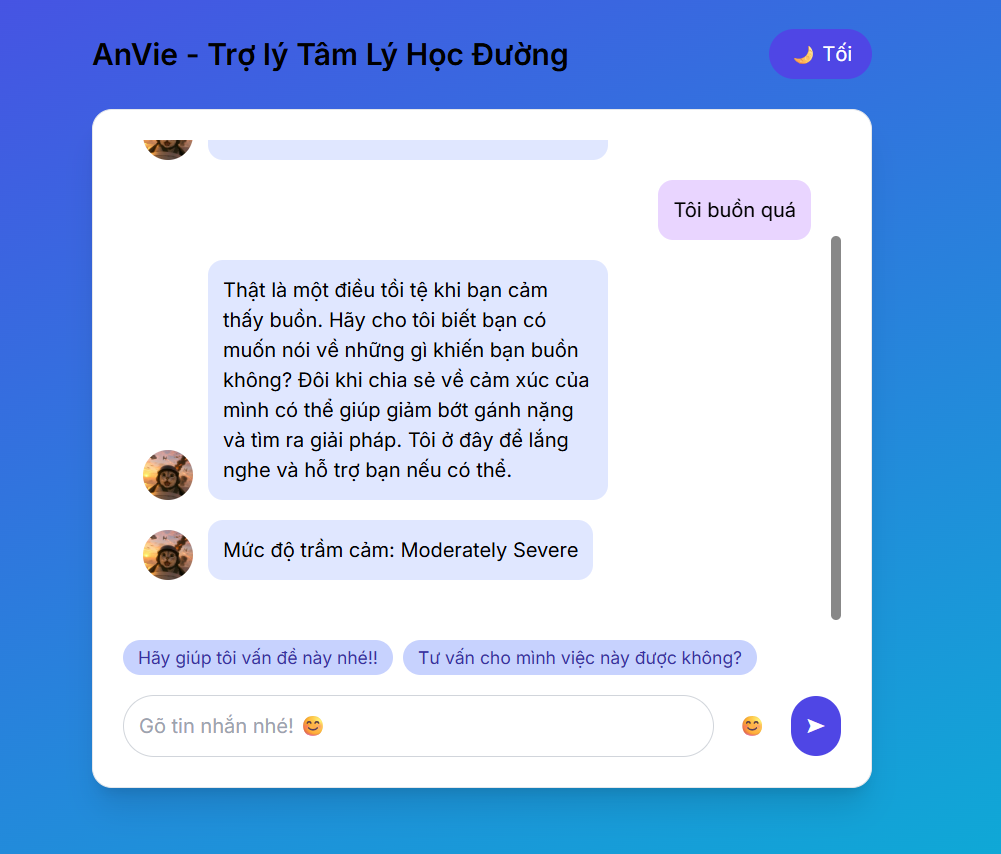 AnVie - Trợ lý Tâm Lý Học Đường
🌙 Tối
Tôi buồn quá
Thật là một điều tồi tệ khi bạn cảm
thấy buồn. Hãy cho tôi biết bạn có
muốn nói về những gì khiến bạn buồn
không? Đôi khi chia sẻ về cảm xúc của
mình có thể giúp giảm bớt gánh nặng
và tìm ra giải pháp. Tôi ở đây để lắng
nghe và hỗ trợ bạn nếu có thể.
Mức độ trầm cảm: Moderately Severe
Hãy giúp tôi vấn đề này nhé!!
Tư vấn cho mình việc này được không?
Gõ tin nhắn nhé! 😊